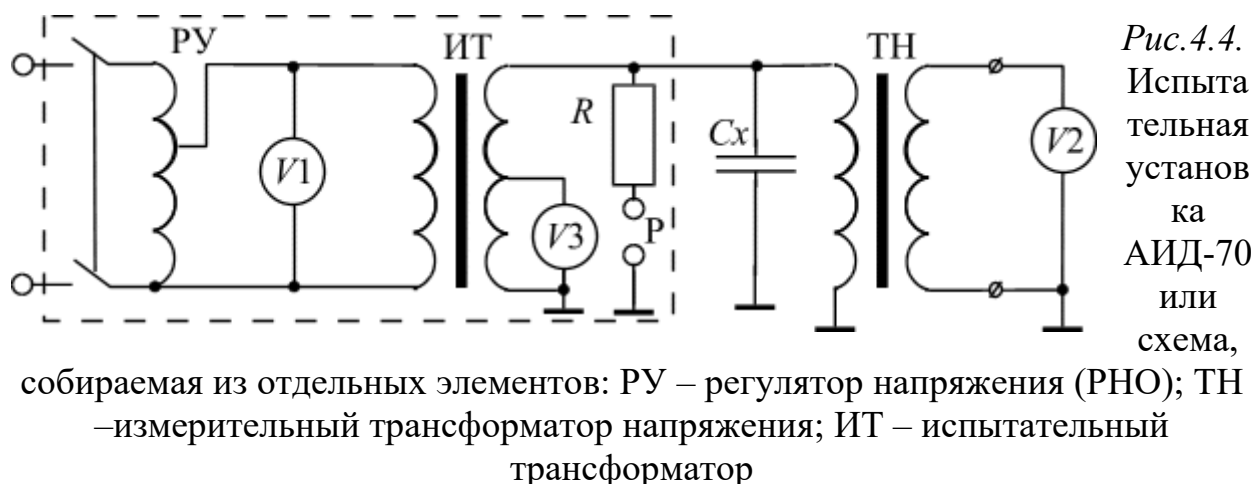 РУ
ИТ
ТН
V1
V3
R
P
Cx
V2
Рис.4.4.
Испыта
тельная
установ
ка
АИД-70
или
схема,
собираемая из отдельных элементов: РУ – регулятор напряжения (РНО); ТН
–измерительный трансформатор напряжения; ИТ – испытательный
трансформатор